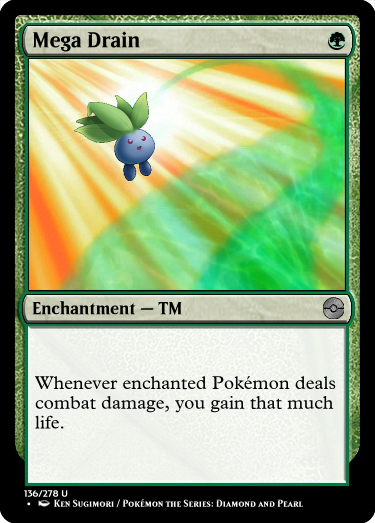 Mega Drain
Enchantment — TM
Whenever enchanted Pokémon deals
combat damage, you gain that much
life.
136/278 U
• Ken Sugimori / Pokémon the Series: Diamond and Pearl